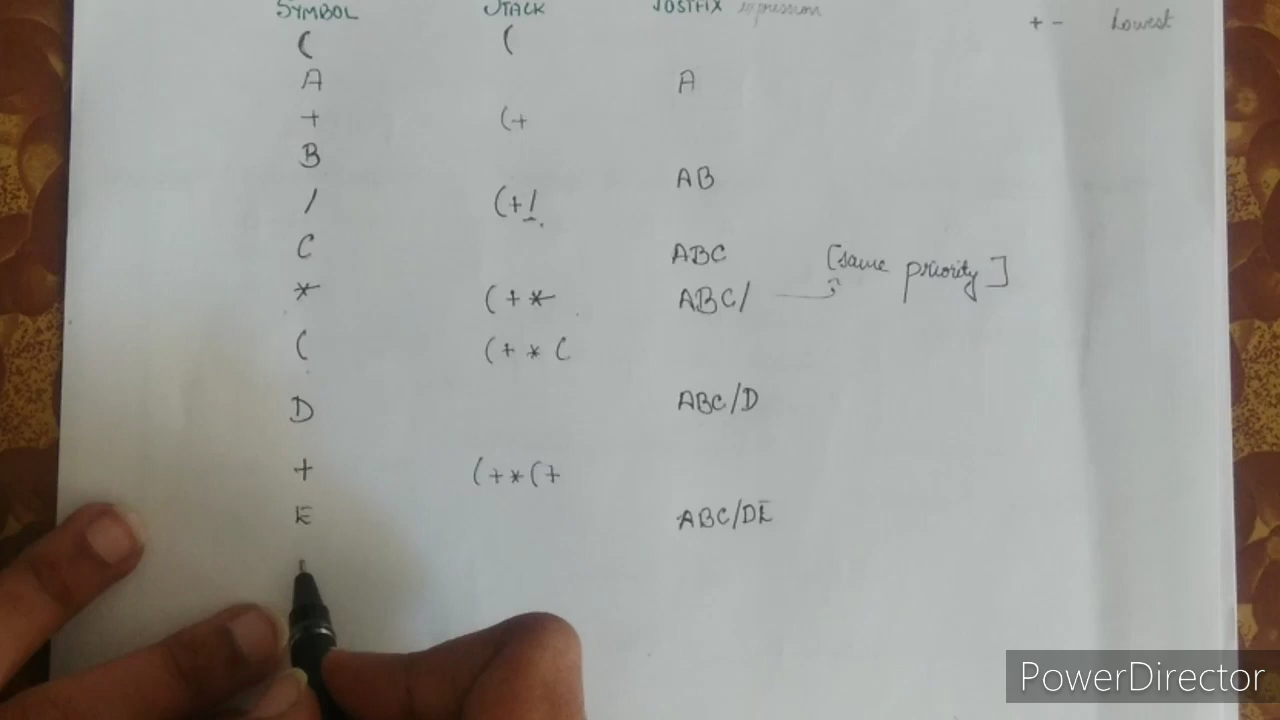 SYMBOL STACK POSTFIX expression + - Lowest
( (
A A
+ (+
B AB
/ (+/
C ABC
* (+* ABC/ [same priority]
( (+*(
D ABC/D
+ (+*(+
E ABC/DE
PowerDirector